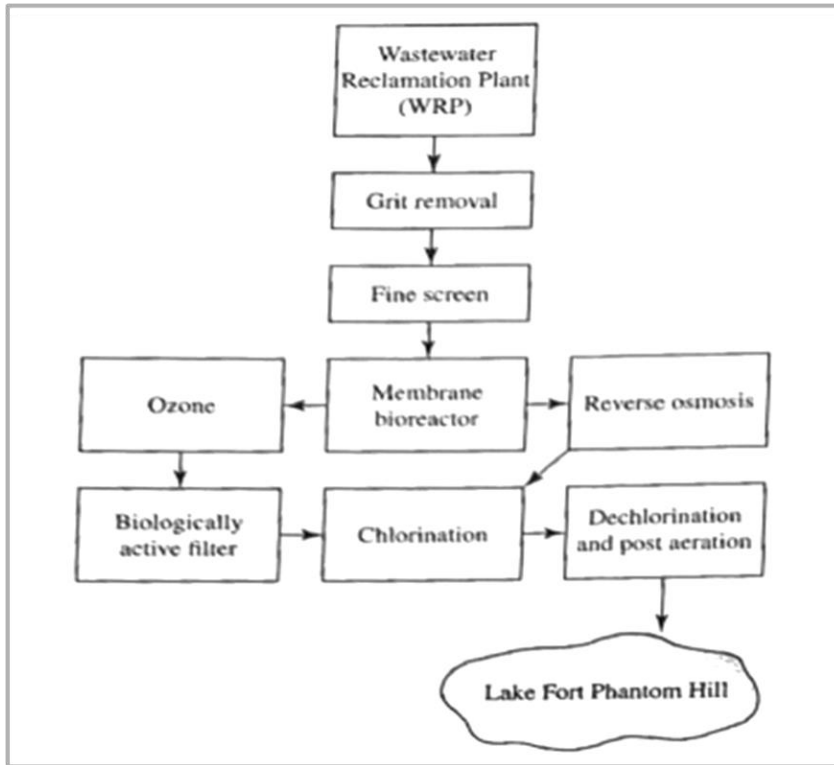 Wastewater
Reclamation Plant
(WRP)
Grit removal
Fine screen
Ozone
Membrane
bioreactor
Reverse osmosis
Biologically
active filter
Chlorination
Dechlorination
and post aeration
Lake Fort Phantom Hill